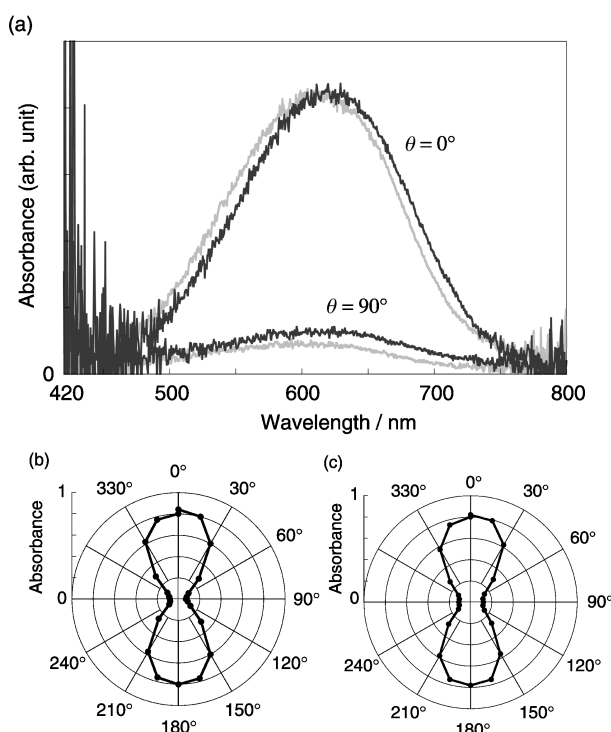 (a)
Absorbance (arb. unit)
θ = 0°
θ = 90°
0
420 500 600 700 800
Wavelength / nm
(b)
0°
330° 30°
60°
90°
120°
150°
180°
210°
240°
1
0
Absorbance
(c)
0°
330° 30°
60°
90°
120°
150°
180°
210°
240°
1
0
Absorbance